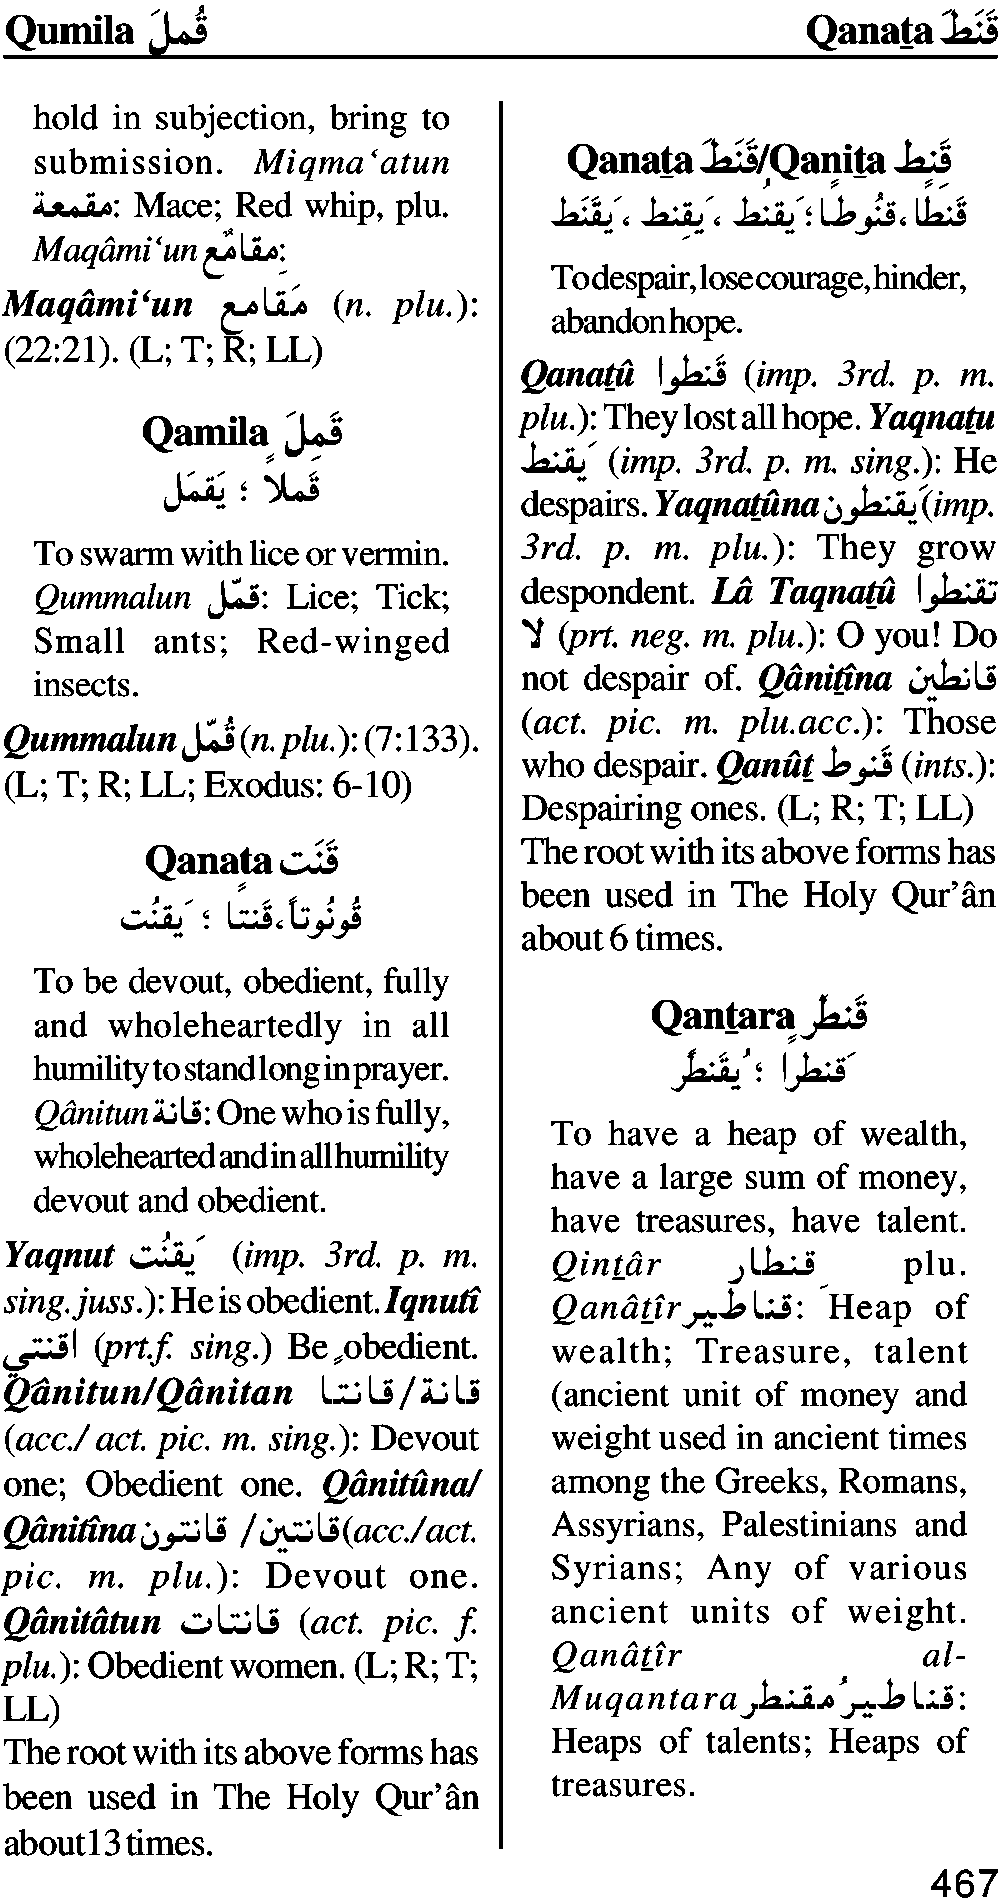 Qumila قُمِلَ
Qanaṯa قَنَطَ
hold in subjection, bring to
submission. Miqma‘atun
مقمعة: Mace; Red whip, plu.
Maqâmi‘un مقامٌع:
Maqâmi‘un مَقامع (n. plu.):
(22:21). (L; T; R; LL)
Qamila قَمِلَ
قَملاً ؛ يَقمَل
To swarm with lice or vermin.
Qummalun قمّل: Lice; Tick;
Small ants; Red-winged
insects.
Qummalun قُمّل (n. plu.): (7:133).
(L; T; R; LL; Exodus: 6-10)
Qanata قَنَت
قُونُوتاً، قَنتاً ؛ يَقنُت
To be devout, obedient, fully
and wholeheartedly in all
humility to stand long in prayer.
Qânitun قانة: One who is fully,
wholehearted and in all humility
devout and obedient.
Yaqnut يَقنُت (imp. 3rd. p. m.
sing. juss.): He is obedient. Iqnutî
اقنتي (prt.f. sing.) Be obedient.
Qânitun/Qânitan قانة/قانتاً
(acc./ act. pic. m. sing.): Devout
one; Obedient one. Qânitûna/
Qânitîna قانتين/ قانتون (acc./act.
pic. m. plu.): Devout one.
Qânitâtun قانتات (act. pic. f.
plu.): Obedient women. (L; R; T;
LL)
The root with its above forms has
been used in The Holy Qur’ân
about13 times.
Qanaṯa قَنَطَ/Qaniṯa قَنِط
قَنطًا، قنُوطاً؛ يَقنُط ، يَقنِط ، يَقَنَط
To despair, lose courage, hinder,
abandon hope.
Qanaṯû قَنطوا (imp. 3rd. p. m.
plu.): They lost all hope. Yaqnaṯu
يَقنط (imp. 3rd. p. m. sing.): He
despairs. Yaqnaṯûna يَقنطون (imp.
3rd. p. m. plu.): They grow
despondent. Lâ Taqnaṯû تقنطوا
لا (prt. neg. m. plu.): O you! Do
not despair of. Qâniṯîna قانطين
(act. pic. m. plu.acc.): Those
who despair. Qanûṯ قَنوط (ints.):
Despairing ones. (L; R; T; LL)
The root with its above forms has
been used in The Holy Qur’ân
about 6 times.
Qanṯara قَنطَر
قَنطراً ؛ يُقَنطَر
To have a heap of wealth,
have a large sum of money,
have treasures, have talent.
Qinṯâr قِنطار plu.
Qanâṯîr قَناطير: Heap of
wealth; Treasure, talent
(ancient unit of money and
weight used in ancient times
among the Greeks, Romans,
Assyrians, Palestinians and
Syrians; Any of various
ancient units of weight.
Qanâṯîr al-
Muqantara قناطيرُ مقنطر:
Heaps of talents; Heaps of
treasures.
467